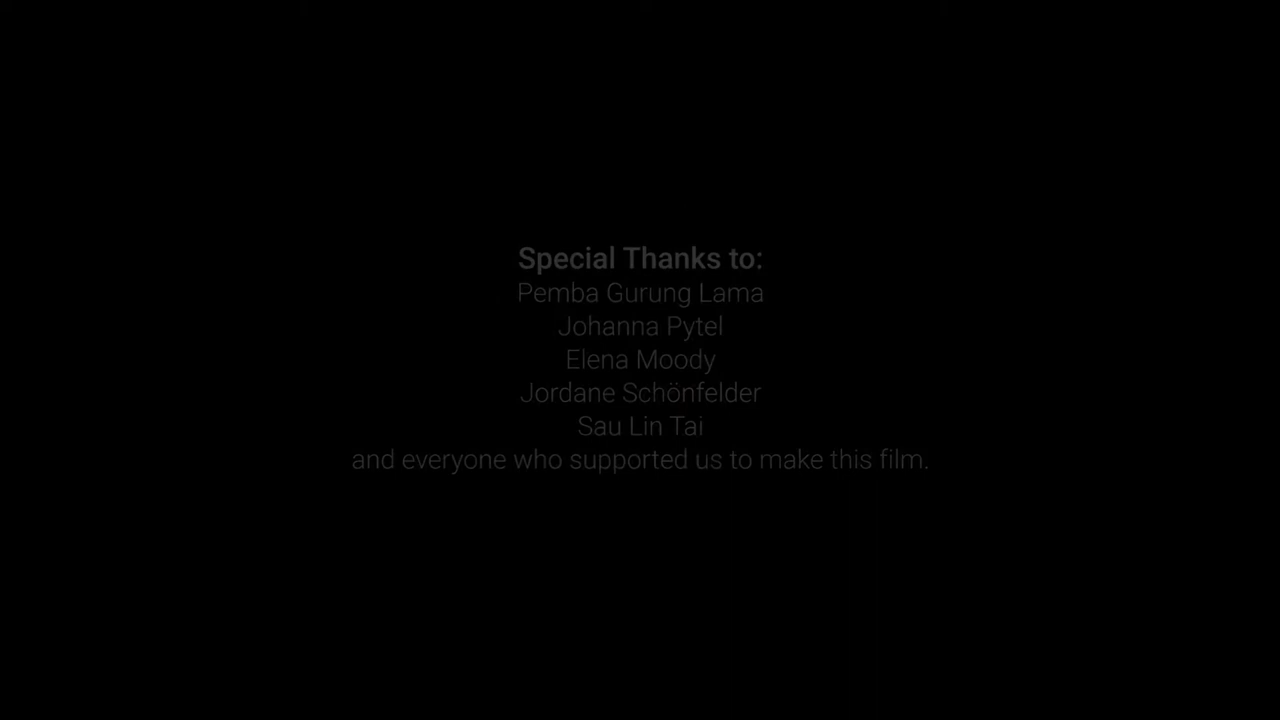 Special Thanks to:
Pemba Gurung Lama
Johanna Pytel
Elena Moody
Jordane Schönfelder
Sau Lin Tai
and everyone who supported us to make this film.